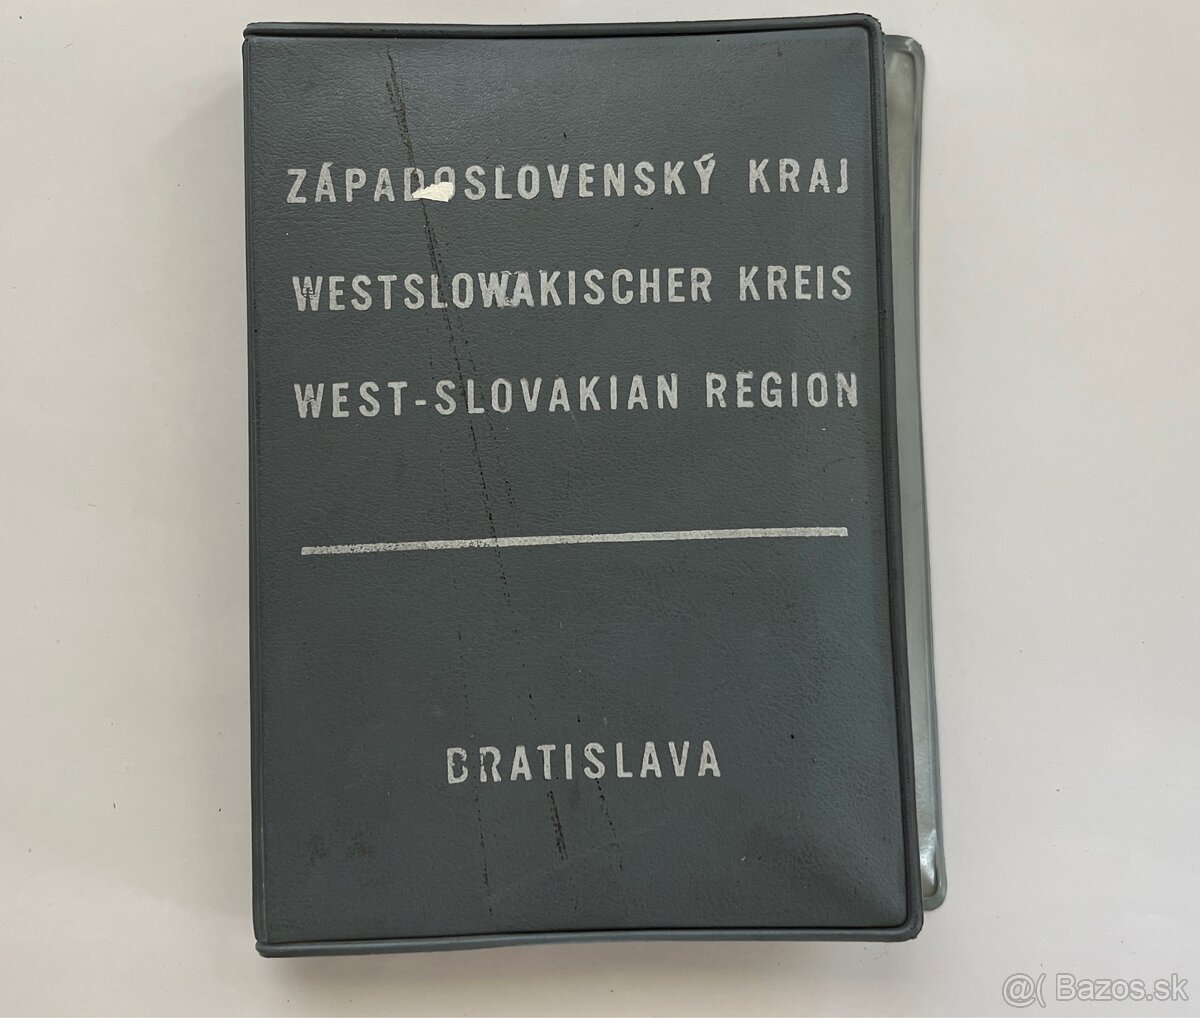 ZÁPADOSLOVENSKÝ KRAJ
WESTSLOWAKISCHER KREIS
WEST-SLOVAKIAN REGION
BRATISLAVA
@( Bazos.sk